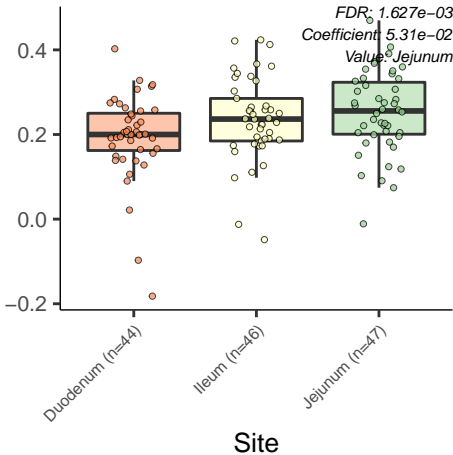 FDR: 1.627e−03
Coefficient: 5.31e−02
Value: Jejunum
0.4
0.2
0.0
−0.2
Duodenum (n=44)
Ileum (n=46)
Jejunum (n=47)
Site